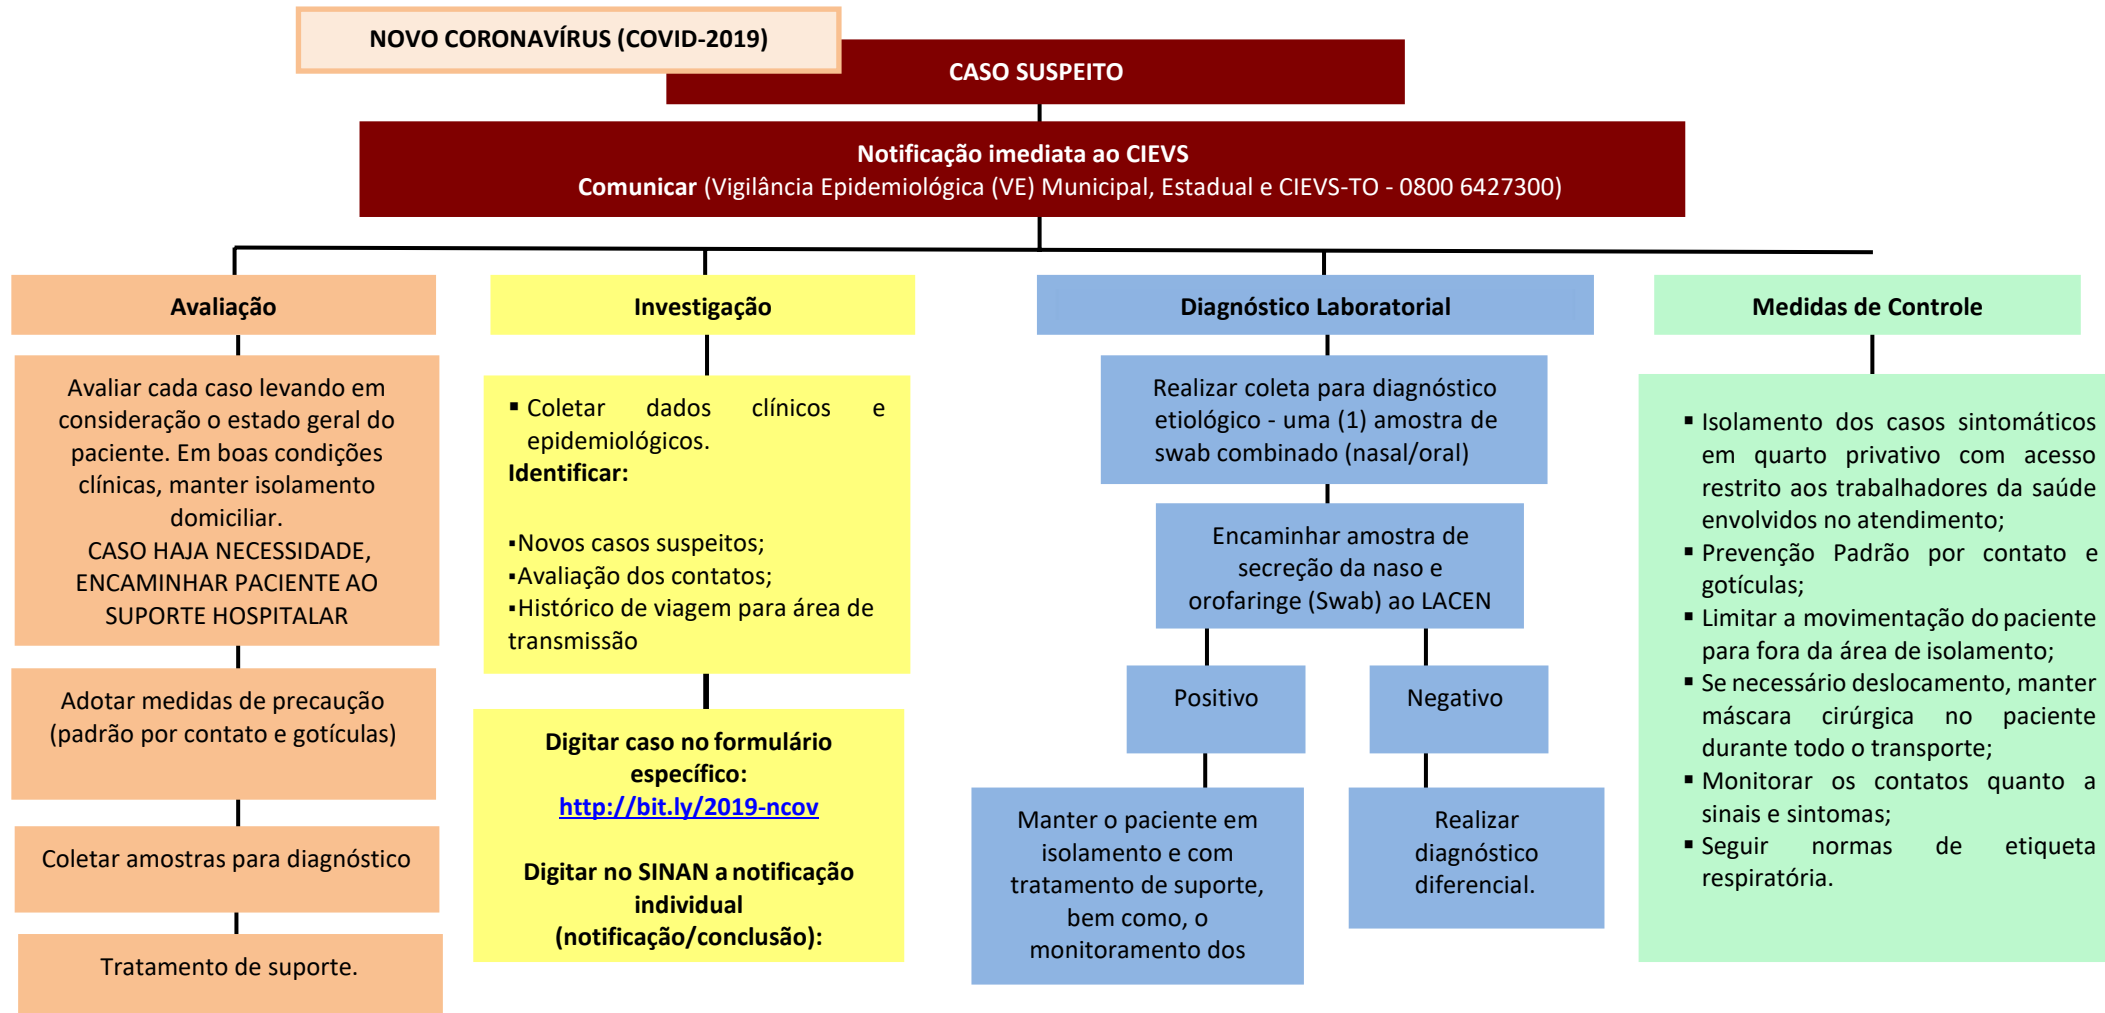 NOVO CORONAVÍRUS (COVID-2019)
CASO SUSPEITO
Notificação imediata ao CIEVS
Comunicar (Vigilância Epidemiológica (VE) Municipal, Estadual e CIEVS-TO - 0800 6427300)
Avaliação
Avaliar cada caso levando em
consideração o estado geral do
paciente. Em boas condições
clínicas, manter isolamento
domiciliar.
CASO HAJA NECESSIDADE,
ENCAMINHAR PACIENTE AO
SUPORTE HOSPITALAR
Adotar medidas de precaução
(padrão por contato e gotículas)
Coletar amostras para diagnóstico
Tratamento de suporte.
Investigação
▪ Coletar dados clínicos e
epidemiológicos.
Identificar:
▪Novos casos suspeitos;
▪Avaliação dos contatos;
▪Histórico de viagem para área de
transmissão
Digitar caso no formulário
específico:
http://bit.ly/2019-ncov
Digitar no SINAN a notificação
individual
(notificação/conclusão):
Diagnóstico Laboratorial
Realizar coleta para diagnóstico
etiológico - uma (1) amostra de
swab combinado (nasal/oral)
Encaminhar amostra de
secreção da naso e
orofaringe (Swab) ao LACEN
Positivo
Manter o paciente em
isolamento e com
tratamento de suporte,
bem como, o
monitoramento dos
Negativo
Realizar
diagnóstico
diferencial.
Medidas de Controle
▪ Isolamento dos casos sintomáticos
em quarto privativo com acesso
restrito aos trabalhadores da saúde
envolvidos no atendimento;
▪ Prevenção Padrão por contato e
gotículas;
▪ Limitar a movimentação do paciente
para fora da área de isolamento;
▪ Se necessário deslocamento, manter
máscara cirúrgica no paciente
durante todo o transporte;
▪ Monitorar os contatos quanto a
sinais e sintomas;
▪ Seguir normas de etiqueta
respiratória.